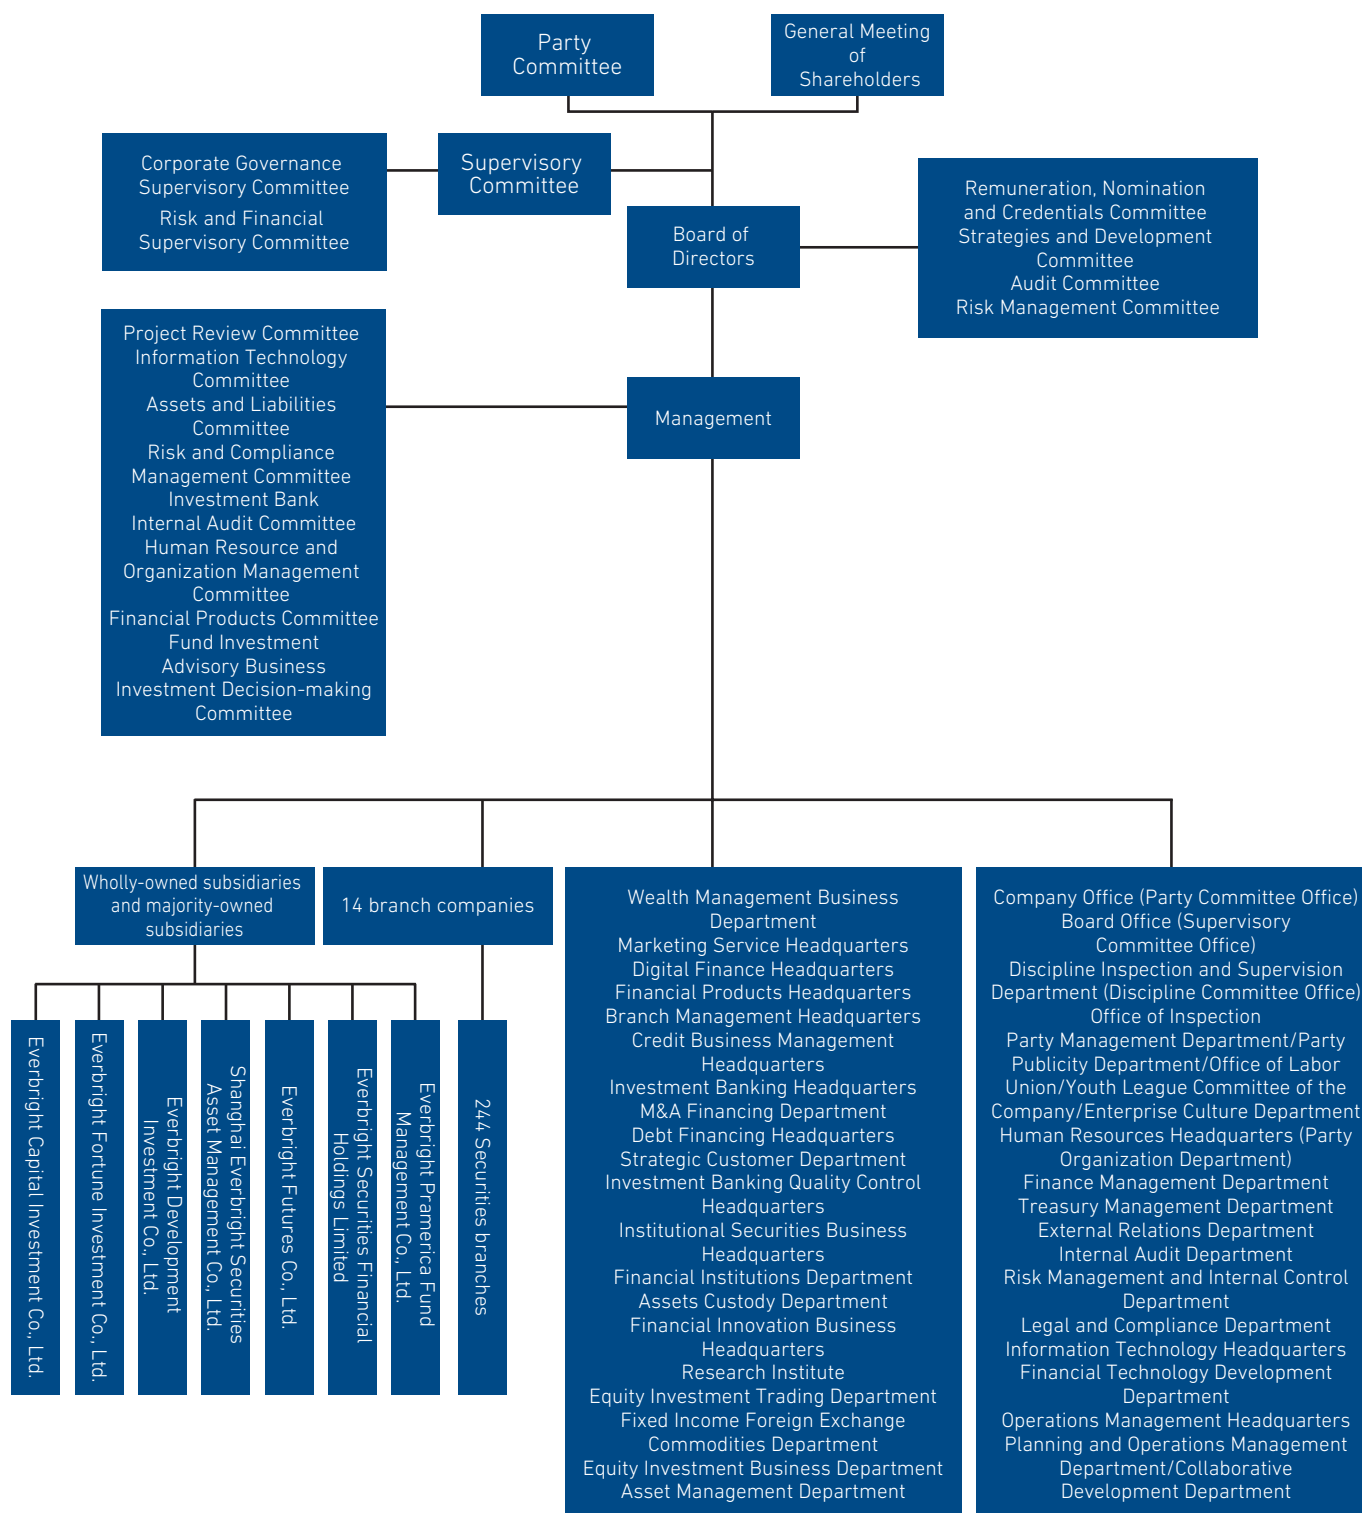 Party
Committee
General Meeting
of
Shareholders
Corporate Governance
Supervisory Committee
Risk and Financial
Supervisory Committee
Supervisory
Committee
Board of
Directors
Remuneration, Nomination
and Credentials Committee
Strategies and Development
Committee
Audit Committee
Risk Management Committee
Project Review Committee
Information Technology
Committee
Assets and Liabilities
Committee
Risk and Compliance
Management Committee
Investment Bank
Internal Audit Committee
Human Resource and
Organization Management
Committee
Financial Products Committee
Fund Investment
Advisory Business
Investment Decision-making
Committee
Management
Wholly-owned subsidiaries
and majority-owned
subsidiaries
14 branch companies
Everbright Capital Investment Co., Ltd.
Everbright Fortune Investment Co., Ltd.
Everbright Development
Investment Co., Ltd.
Shanghai Everbright Securities
Asset Management Co., Ltd.
Everbright Futures Co., Ltd.
Everbright Securities Financial
Holdings Limited
Everbright Pramerica Fund
Management Co., Ltd.
244 Securities branches
Wealth Management Business
Department
Marketing Service Headquarters
Digital Finance Headquarters
Financial Products Headquarters
Branch Management Headquarters
Credit Business Management
Headquarters
Investment Banking Headquarters
M&A Financing Department
Debt Financing Headquarters
Strategic Customer Department
Investment Banking Quality Control
Headquarters
Institutional Securities Business
Headquarters
Financial Institutions Department
Assets Custody Department
Financial Innovation Business
Headquarters
Research Institute
Equity Investment Trading Department
Fixed Income Foreign Exchange
Commodities Department
Equity Investment Business Department
Asset Management Department
Company Office (Party Committee Office)
Board Office (Supervisory
Committee Office)
Discipline Inspection and Supervision
Department (Discipline Committee Office)
Office of Inspection
Party Management Department/Party
Publicity Department/Office of Labor
Union/Youth League Committee of the
Company/Enterprise Culture Department
Human Resources Headquarters (Party
Organization Department)
Finance Management Department
Treasury Management Department
External Relations Department
Internal Audit Department
Risk Management and Internal Control
Department
Legal and Compliance Department
Information Technology Headquarters
Financial Technology Development
Department
Operations Management Headquarters
Planning and Operations Management
Department/Collaborative
Development Department